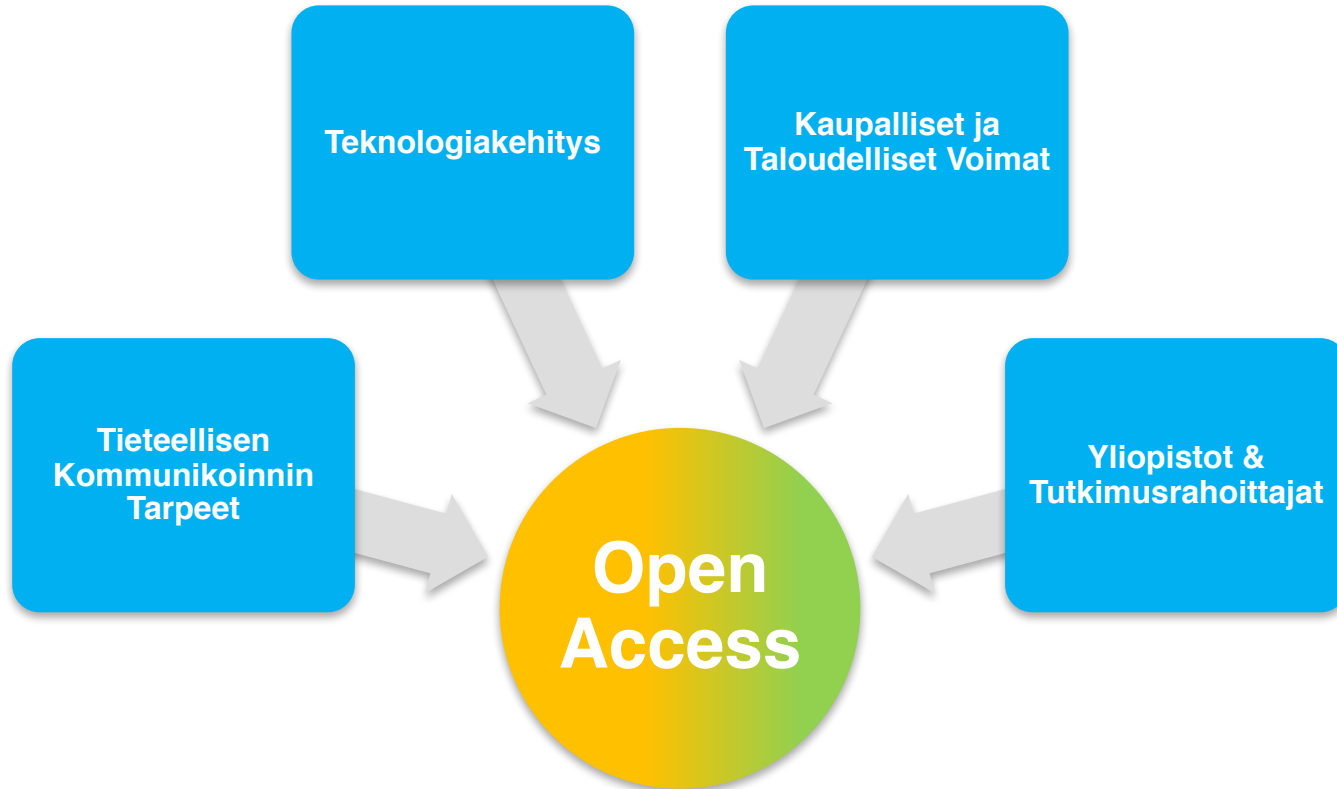 Teknologiakehitys
Kaupalliset ja
Taloudelliset Voimat
Tieteellisen
Kommunikoinnin
Tarpeet
Yliopistot &
Tutkimusrahoittajat
Open
Access